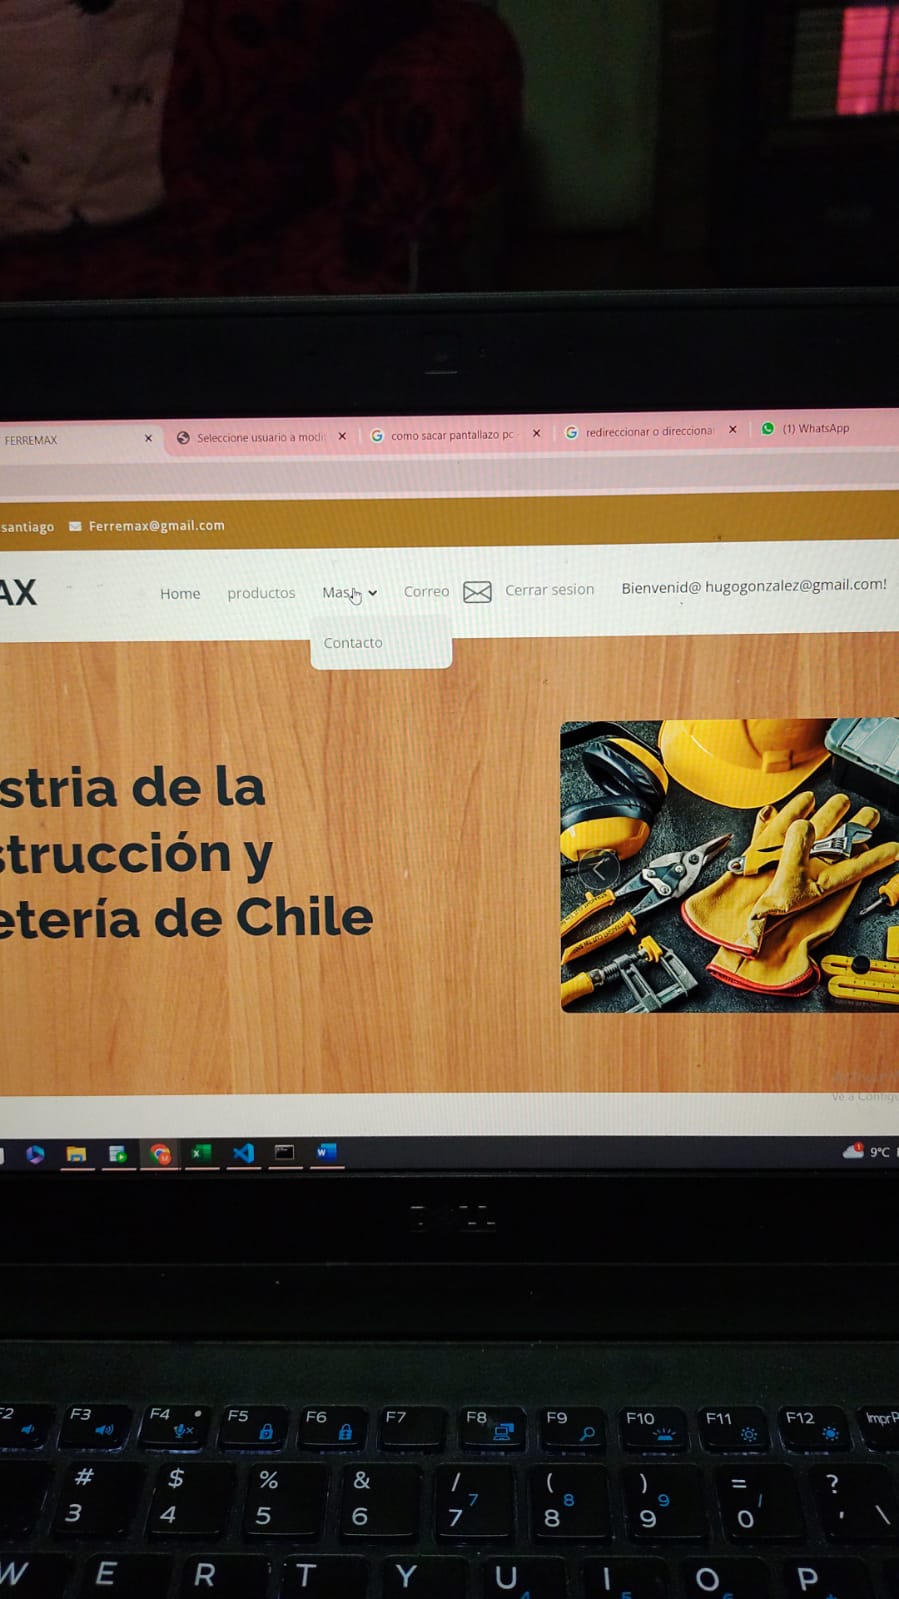 FERREMAX
Seleccione usuario a modi
como sacar pantallazo pc
redireccionar o direcciona
(1) WhatsApp
santiago
Ferremax@gmail.com
AX
Home
productos
Mas
Correo
Cerrar sesion
Bienvenid@ hugogonzalez@gmail.com!
Contacto
stria de la
strucción y
etería de Chile
Ve a Configu
9°C
DELL
F2
F3
F4
F5
F6
F7
F8
F9
F10
F11
F12
ImprP
# 3
$ 4
% 5
& 6
/ 7 7
( 8 8
) 9 9
= 0 /
? '
\
W
E
R
T
Y
U
I
O
P